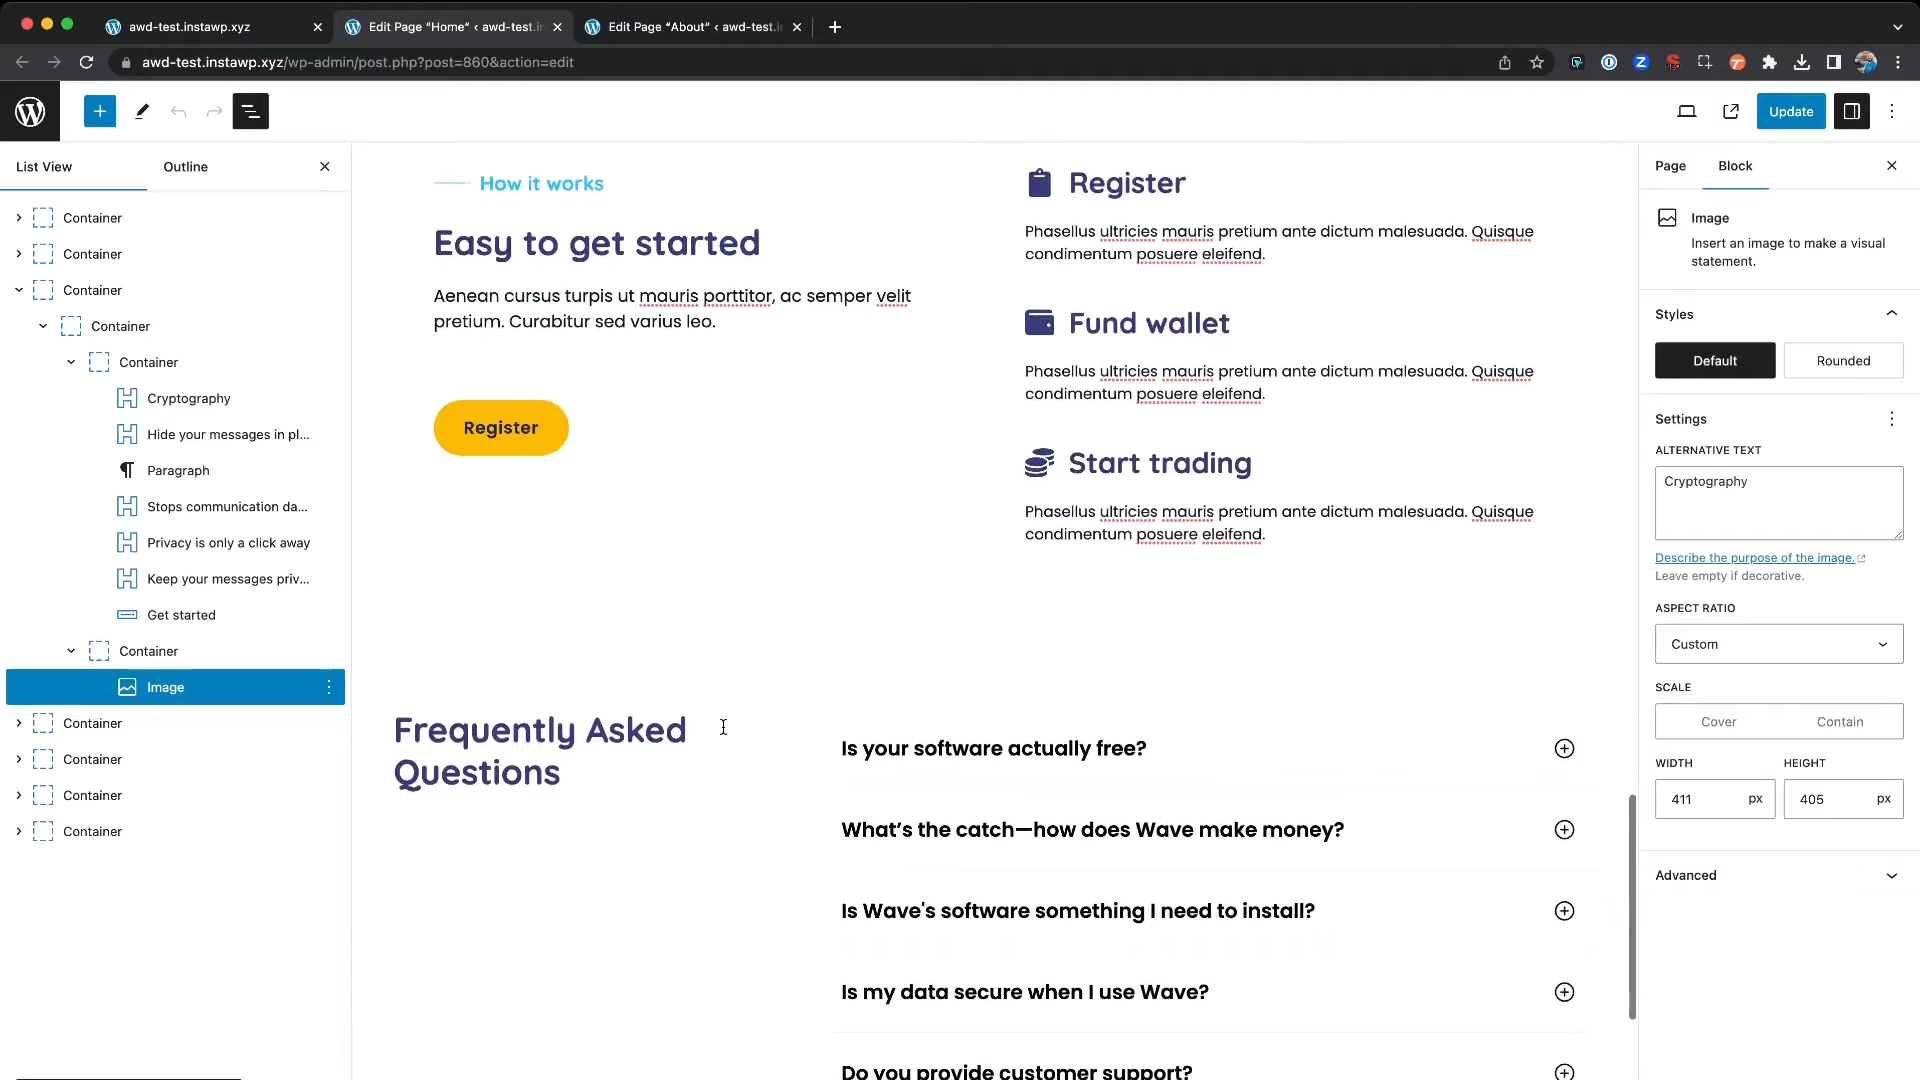 awd-test.instawp.xyz
Edit Page “Home” ‹ awd-test.in
Edit Page “About” ‹ awd-test.in
awd-test.instawp.xyz/wp-admin/post.php?post=860&action=edit
Update
List View
Outline
Container
Container
Container
Container
Container
Cryptography
Hide your messages in pl...
Paragraph
Stops communication da...
Privacy is only a click away
Keep your messages priv...
Get started
Container
Image
Container
Container
Container
Container
How it works
Easy to get started
Aenean cursus turpis ut mauris porttitor, ac semper velit
pretium. Curabitur sed varius leo.
Register
Register
Phasellus ultricies mauris pretium ante dictum malesuada. Quisque
condimentum posuere eleifend.
Fund wallet
Phasellus ultricies mauris pretium ante dictum malesuada. Quisque
condimentum posuere eleifend.
Start trading
Phasellus ultricies mauris pretium ante dictum malesuada. Quisque
condimentum posuere eleifend.
Frequently Asked
Questions
Is your software actually free?
What’s the catch—how does Wave make money?
Is Wave's software something I need to install?
Is my data secure when I use Wave?
Do you provide customer support?
Page
Block
Image
Insert an image to make a visual
statement.
Styles
Default
Rounded
Settings
ALTERNATIVE TEXT
Cryptography
Describe the purpose of the image.
Leave empty if decorative.
ASPECT RATIO
Custom
SCALE
Cover
Contain
WIDTH
HEIGHT
411 px
405 px
Advanced